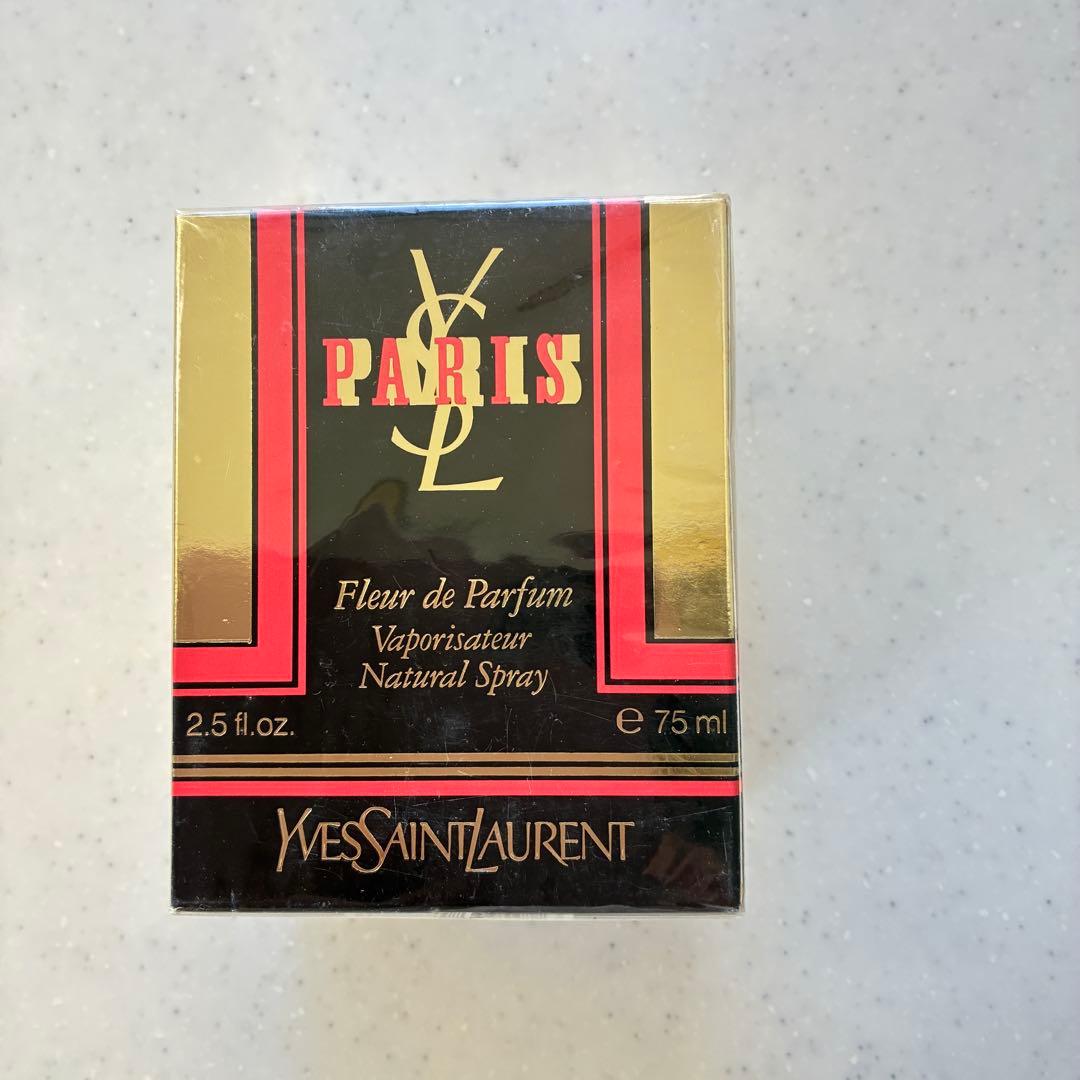 YSL
PARIS
Fleur de Parfum
Vaporisateur
Natural Spray
2.5 fl.oz. e 75 ml
YVESSAINTLAURENT